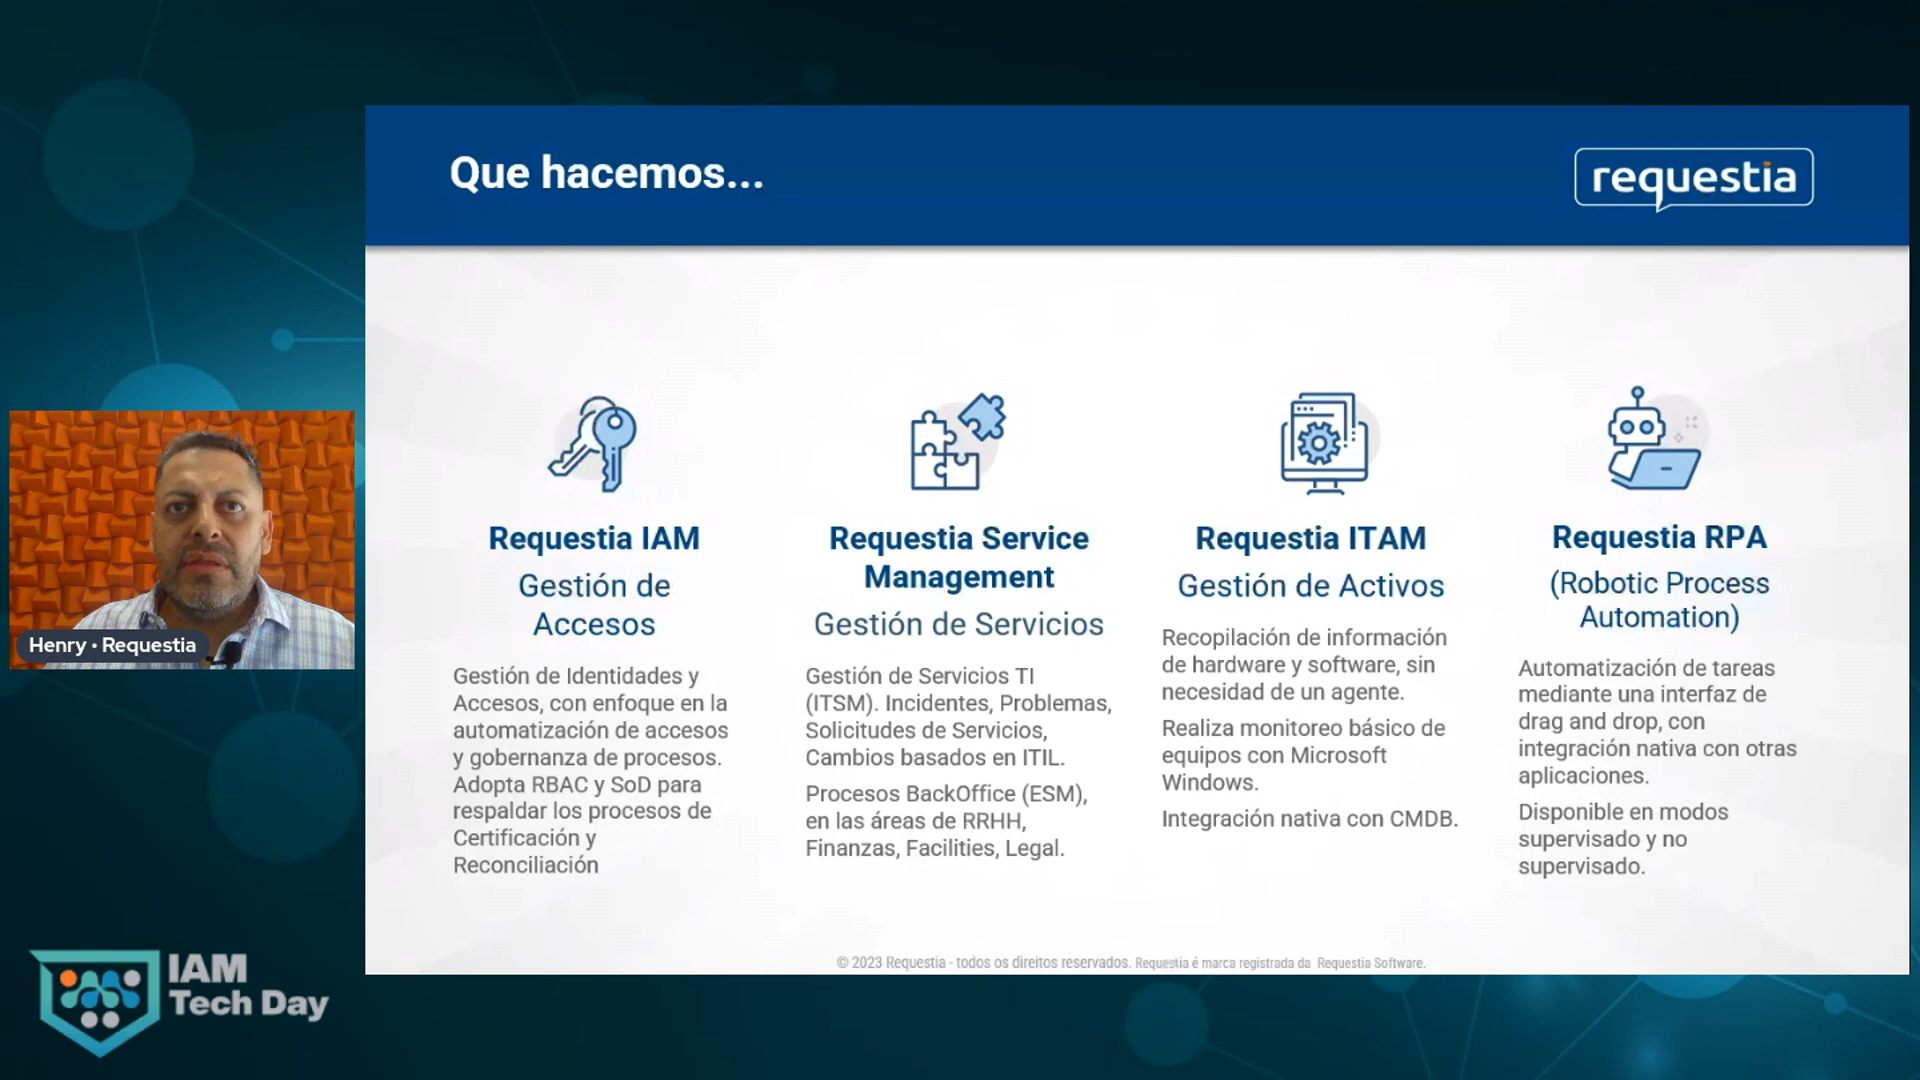 Que hacemos...
requestia
Requestia IAM
Gestión de
Accesos
Gestión de Identidades y
Accesos, con enfoque en la
automatización de accesos
y gobernanza de procesos.
Adopta RBAC y SoD para
respaldar los procesos de
Certificación y
Reconciliación
Requestia Service
Management
Gestión de Servicios
Gestión de Servicios TI
(ITSM). Incidentes, Problemas,
Solicitudes de Servicios,
Cambios basados en ITIL.
Procesos BackOffice (ESM),
en las áreas de RRHH,
Finanzas, Facilities, Legal.
Requestia ITAM
Gestión de Activos
Recopilación de información
de hardware y software, sin
necesidad de un agente.
Realiza monitoreo básico de
equipos con Microsoft
Windows.
Integración nativa con CMDB.
Requestia RPA
(Robotic Process
Automation)
Automatización de tareas
mediante una interfaz de
drag and drop, con
integración nativa con otras
aplicaciones.
Disponible en modos
supervisado y no
supervisado.
© 2023 Requestia - todos os direitos reservados. Requestia é marca registrada da Requestia Software.
Henry • Requestia
IAM
Tech Day